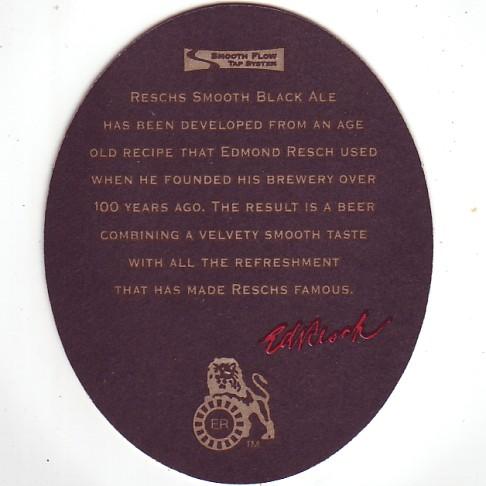 SMOOTH FLOW
TAP SYSTEM
RESCHS SMOOTH BLACK ALE
HAS BEEN DEVELOPED FROM AN AGE
OLD RECIPE THAT EDMOND RESCH USED
WHEN HE FOUNDED HIS BREWERY OVER
100 YEARS AGO. THE RESULT IS A BEER
COMBINING A VELVETY SMOOTH TASTE
WITH ALL THE REFRESHMENT
THAT HAS MADE RESCHS FAMOUS.
Ed Resch
ER
TM